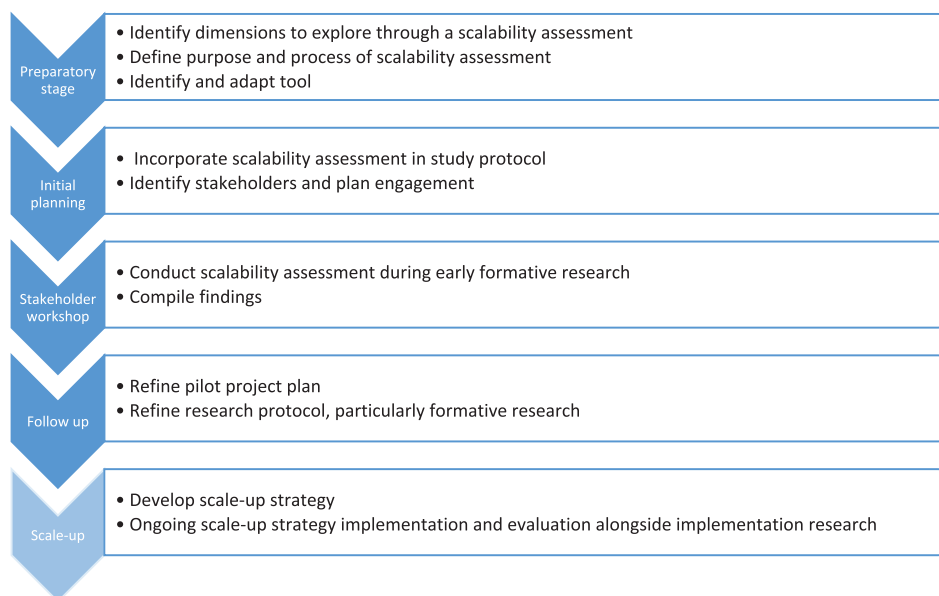 Preparatory
stage
• Identify dimensions to explore through a scalability assessment
• Define purpose and process of scalability assessment
• Identify and adapt tool
Initial
planning
• Incorporate scalability assessment in study protocol
• Identify stakeholders and plan engagement
Stakeholder
workshop
• Conduct scalability assessment during early formative research
• Compile findings
Follow up
• Refine pilot project plan
• Refine research protocol, particularly formative research
Scale-up
• Develop scale-up strategy
• Ongoing scale-up strategy implementation and evaluation alongside implementation research